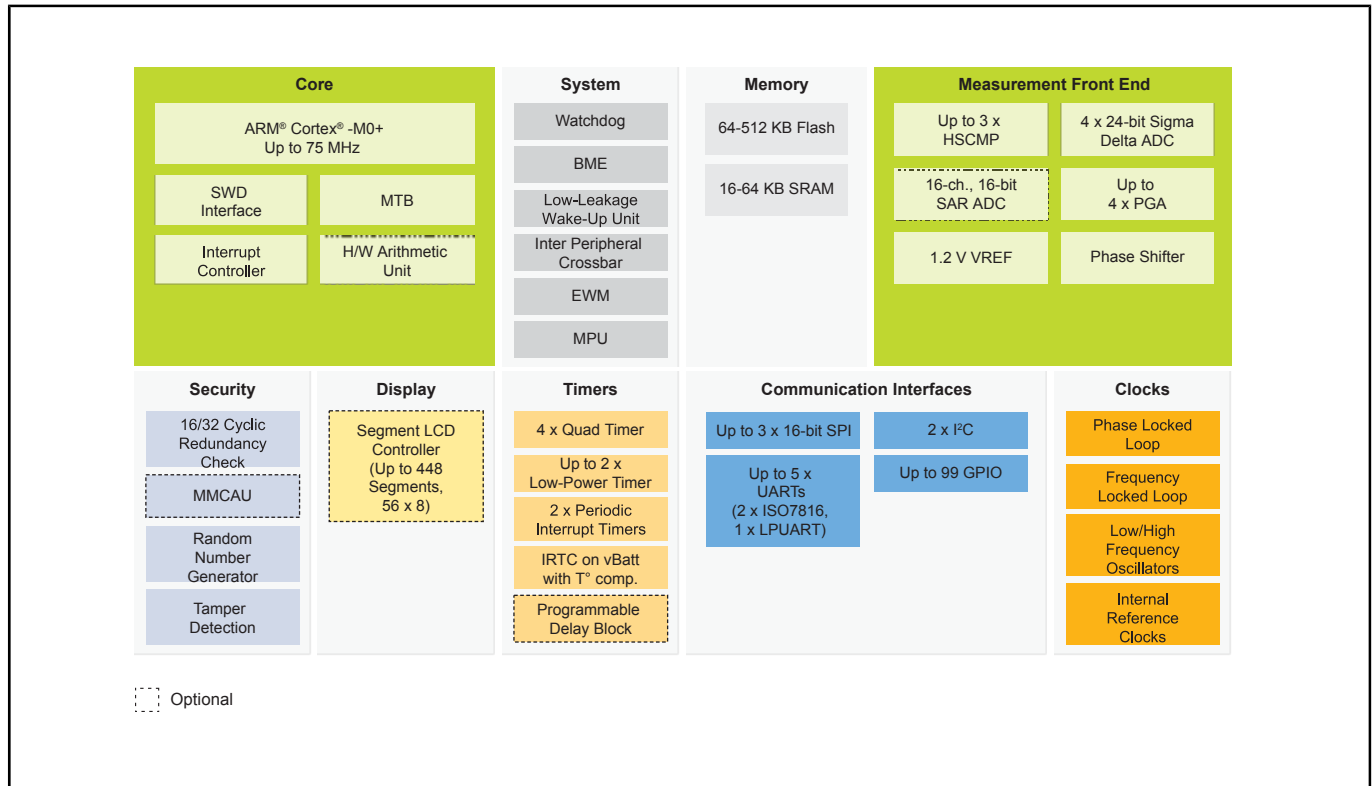 Core
ARM® Cortex® -M0+
Up to 75 MHz
SWD
Interface
MTB
Interrupt
Controller
H/W Arithmetic
Unit
System
Watchdog
BME
Low-Leakage
Wake-Up Unit
Inter Peripheral
Crossbar
EWM
MPU
Memory
64-512 KB Flash
16-64 KB SRAM
Measurement Front End
Up to 3 x
HSCMP
4 x 24-bit Sigma
Delta ADC
16-ch., 16-bit
SAR ADC
Up to
4 x PGA
1.2 V VREF
Phase Shifter
Security
16/32 Cyclic
Redundancy
Check
MMCAU
Random
Number
Generator
Tamper
Detection
Display
Segment LCD
Controller
(Up to 448
Segments,
56 x 8)
Timers
4 x Quad Timer
Up to 2 x
Low-Power Timer
2 x Periodic
Interrupt Timers
IRTC on vBatt
with T° comp.
Programmable
Delay Block
Communication Interfaces
Up to 3 x 16-bit SPI
2 x I²C
Up to 5 x
UARTs
(2 x ISO7816,
1 x LPUART)
Up to 99 GPIO
Clocks
Phase Locked
Loop
Frequency
Locked Loop
Low/High
Frequency
Oscillators
Internal
Reference
Clocks
Optional